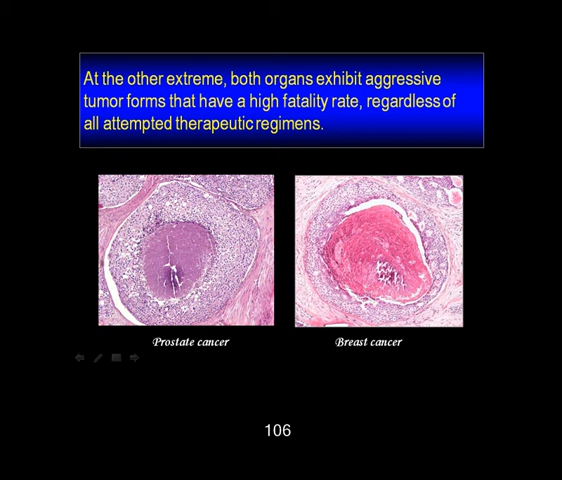 At the other extreme, both organs exhibit aggressive
tumor forms that have a high fatality rate, regardless of
all attempted therapeutic regimens.
Prostate cancer
Breast cancer
106